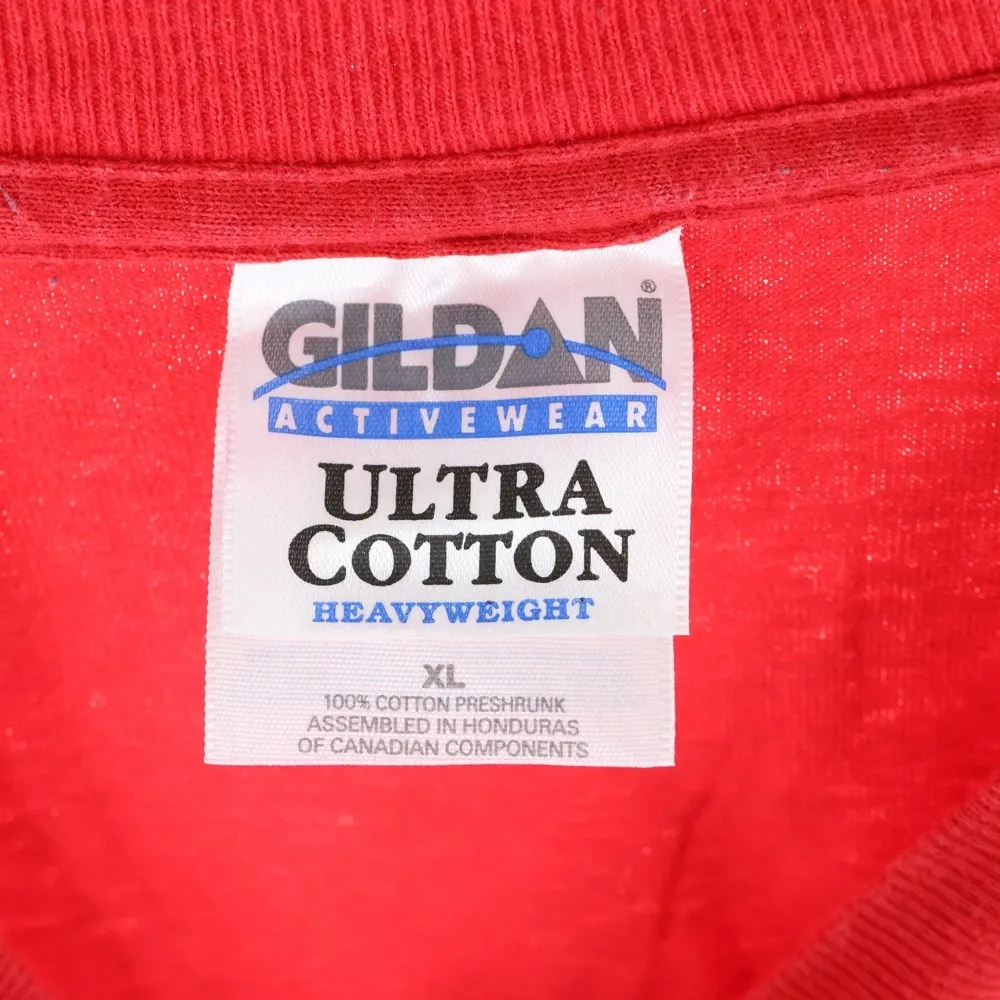 GILDAN®
ACTIVEWEAR
ULTRA
COTTON
HEAVYWEIGHT
XL
100% COTTON PRESHRUNK
ASSEMBLED IN HONDURAS
OF CANADIAN COMPONENTS